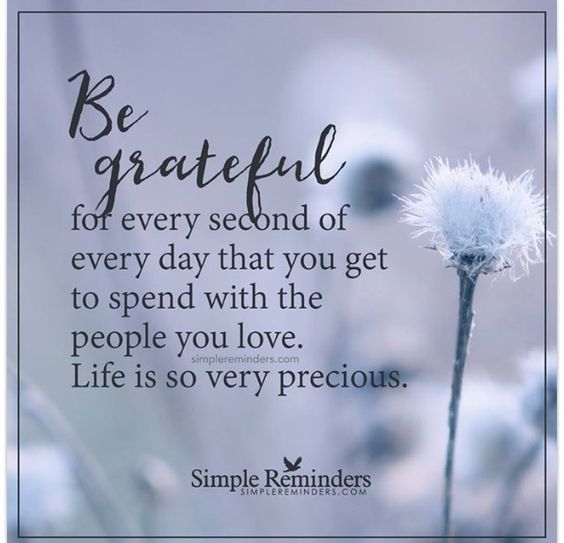 Be
grateful
for every second of
every day that you get
to spend with the
people you love.
simplereminders.com
Life is so very precious.
Simple Reminders
SIMPLEREMINDERS.COM